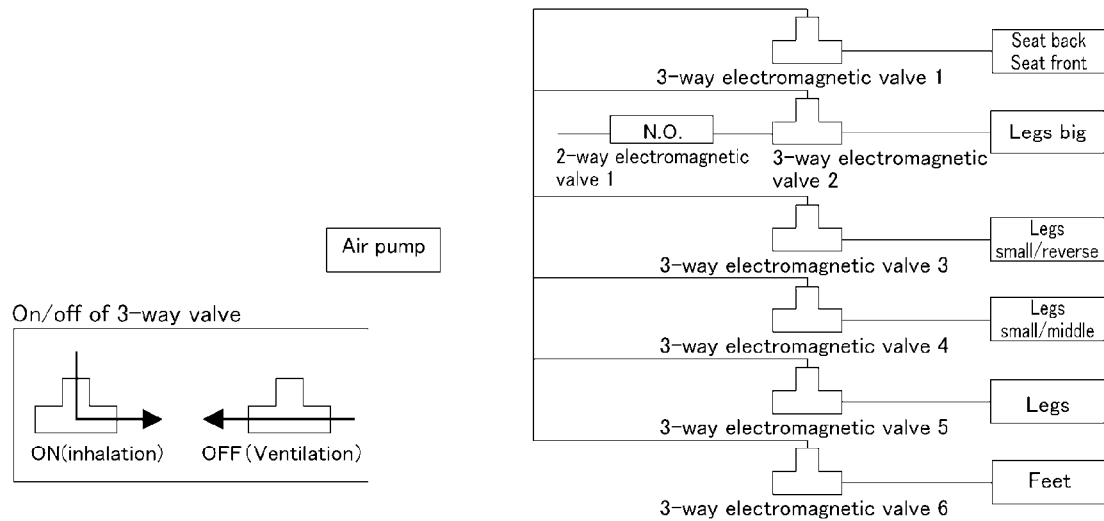 Seat back
Seat front
3-way electromagnetic valve 1
N.O.
Legs big
2-way electromagnetic
valve 1
3-way electromagnetic
valve 2
Legs
small/reverse
3-way electromagnetic valve 3
Air pump
On/off of 3-way valve
ON(inhalation)
OFF(Ventilation)
Legs
small/middle
3-way electromagnetic valve 4
Legs
3-way electromagnetic valve 5
Feet
3-way electromagnetic valve 6